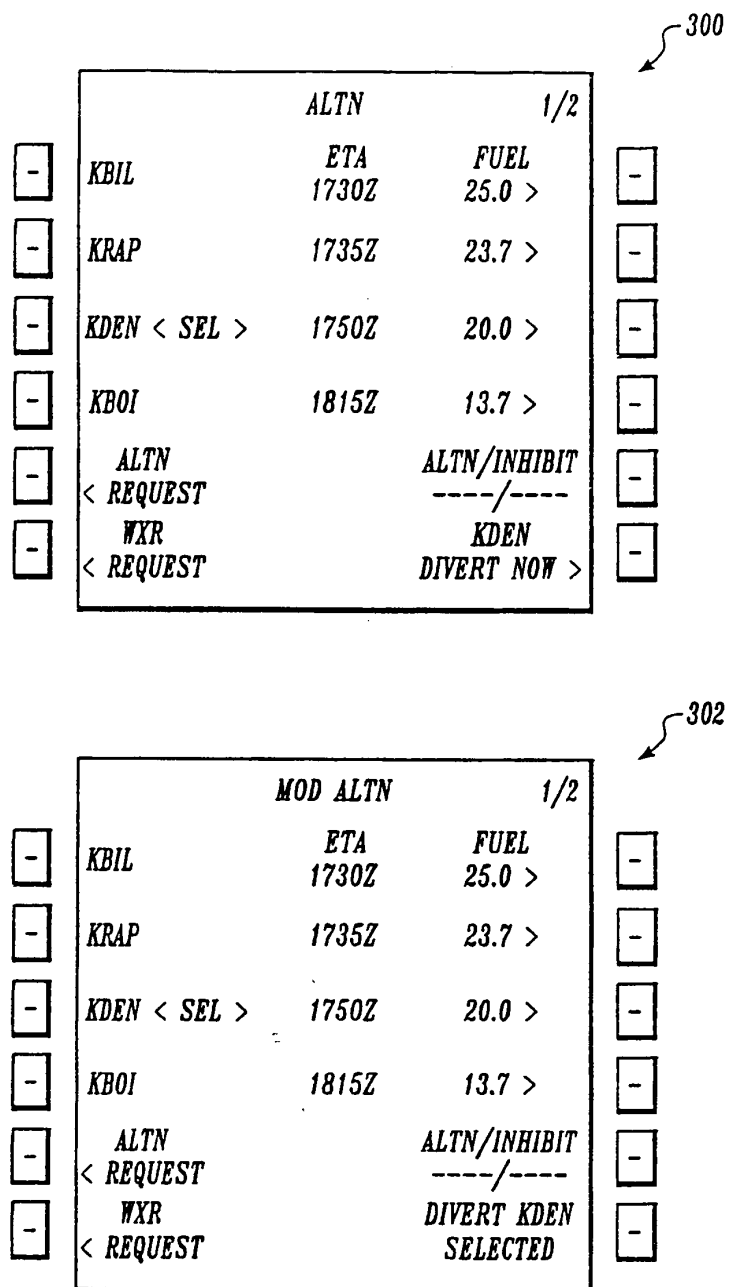 300
ALTN 1/2
ETA FUEL
KBIL 1730Z 25.0 >
KRAP 1735Z 23.7 >
KDEN < SEL > 1750Z 20.0 >
KBOI 1815Z 13.7 >
ALTN ALTN/INHIBIT
< REQUEST ----/----
WXR KDEN
< REQUEST DIVERT NOW >
302
MOD ALTN 1/2
ETA FUEL
KBIL 1730Z 25.0 >
KRAP 1735Z 23.7 >
KDEN < SEL > 1750Z 20.0 >
KBOI 1815Z 13.7 >
ALTN ALTN/INHIBIT
< REQUEST ----/----
WXR DIVERT KDEN
< REQUEST SELECTED